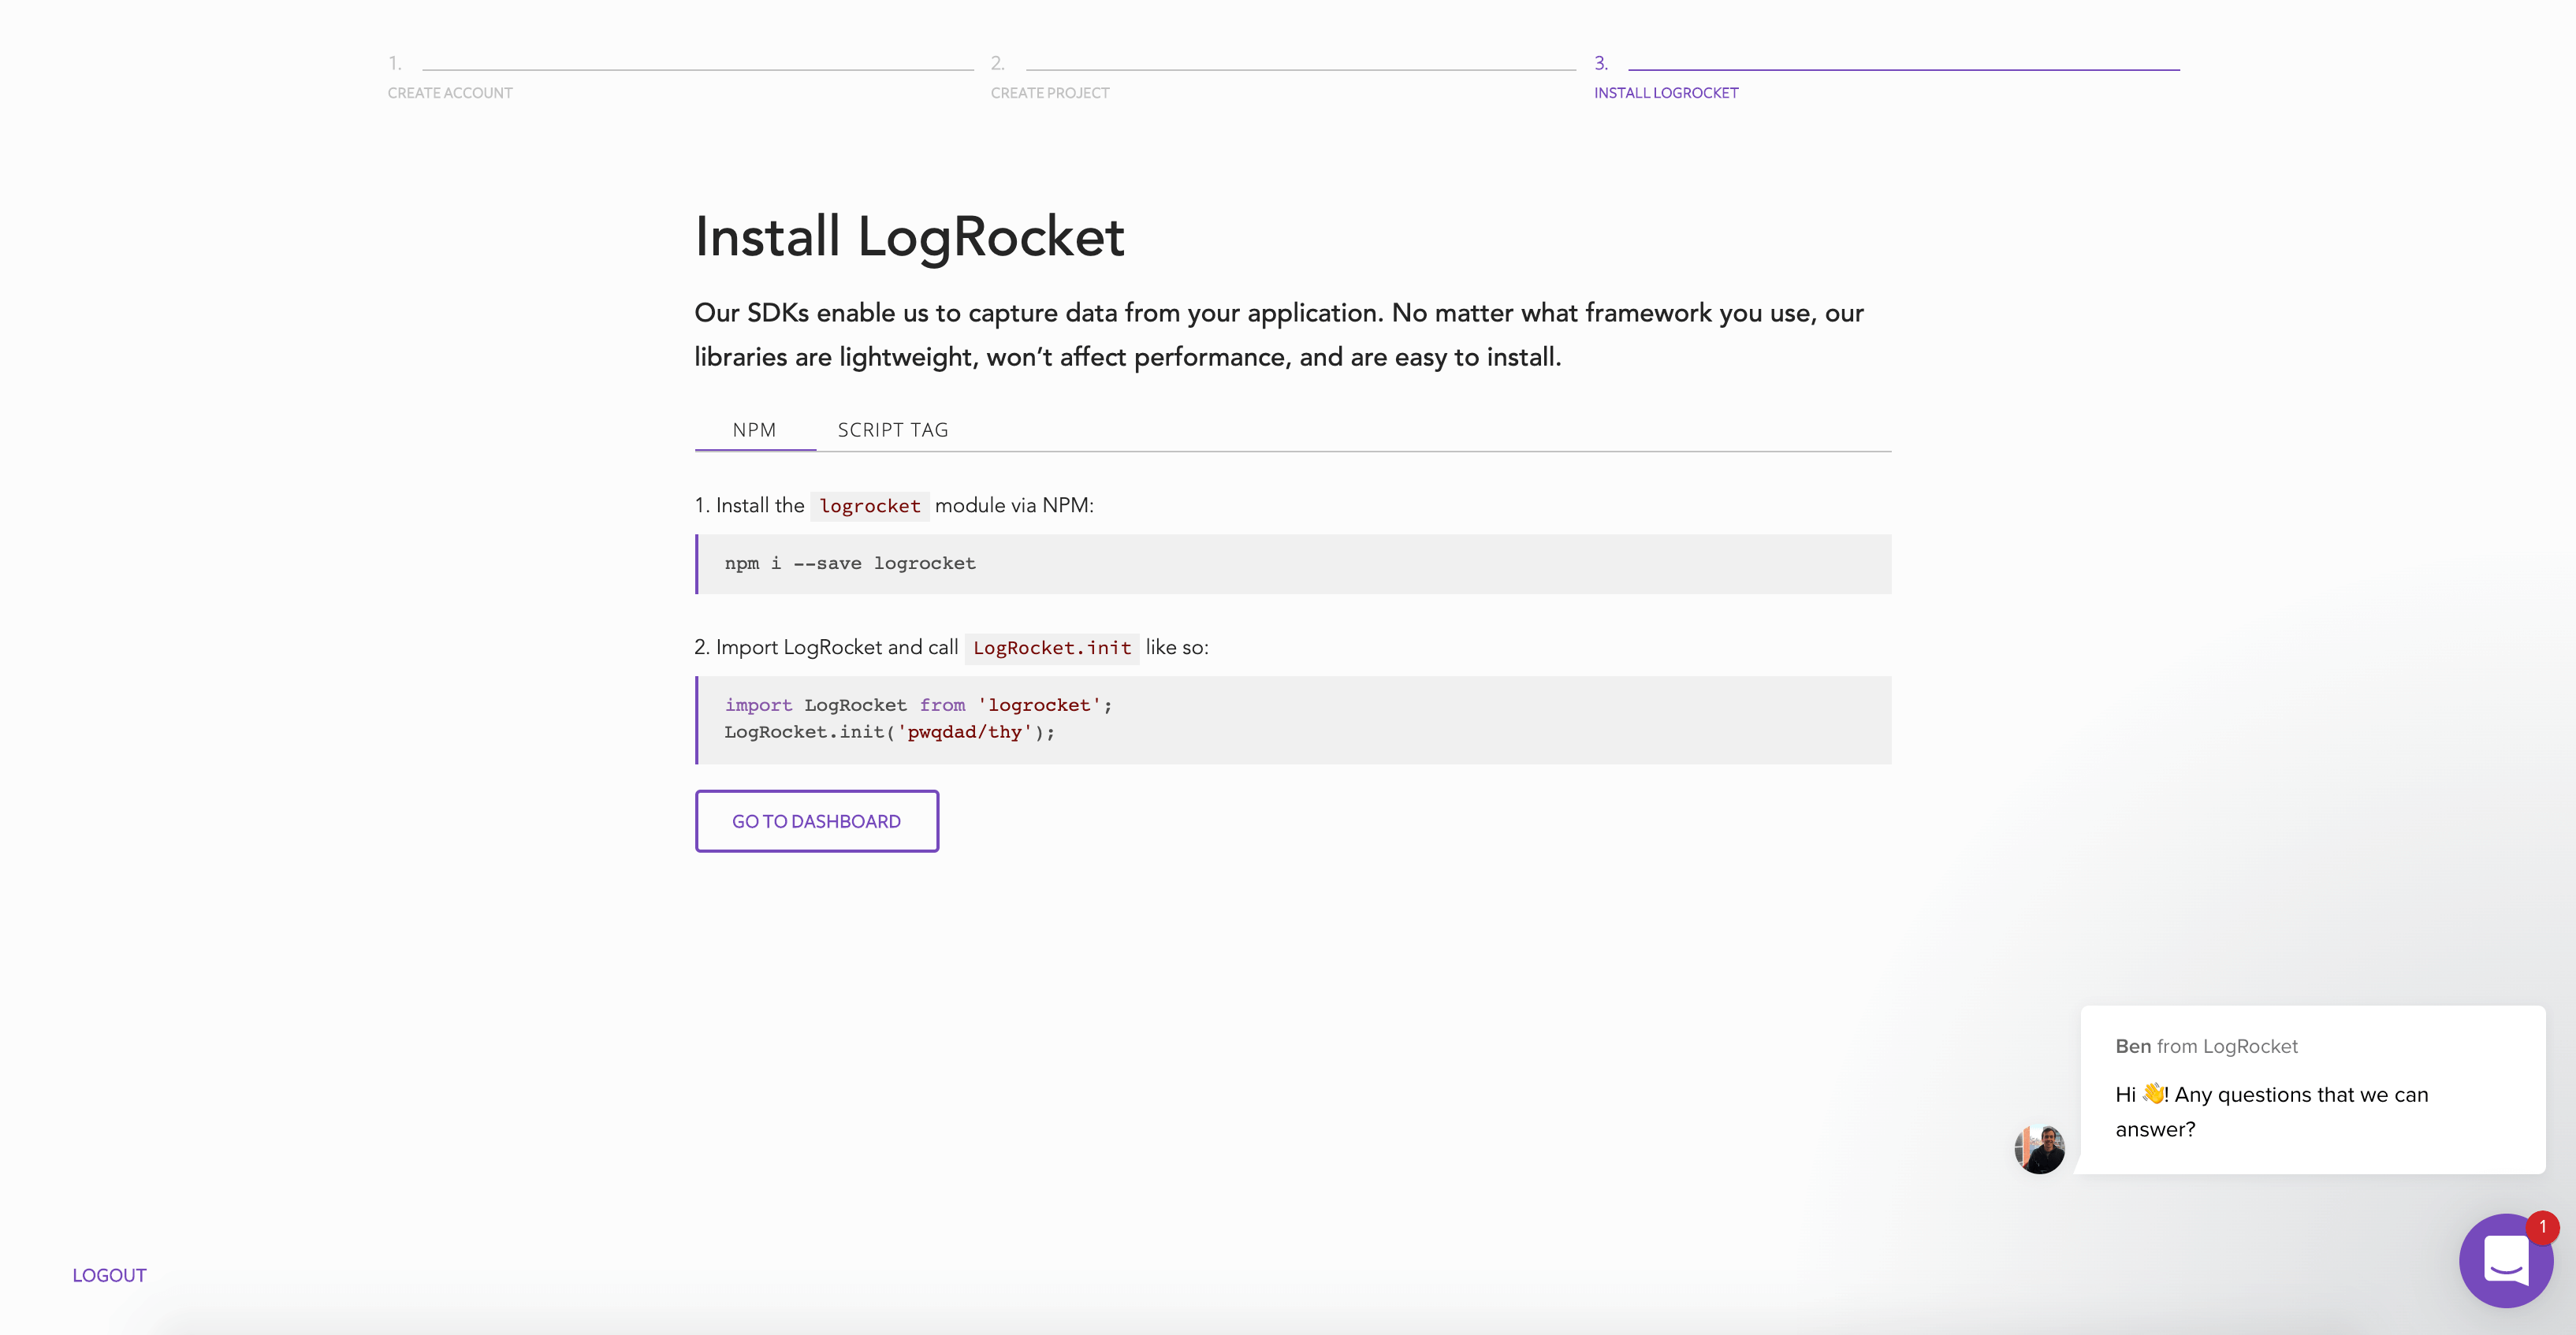 1.
CREATE ACCOUNT
2.
CREATE PROJECT
3.
INSTALL LOGROCKET
Install LogRocket
Our SDKs enable us to capture data from your application. No matter what framework you use, our
libraries are lightweight, won’t affect performance, and are easy to install.
NPM
SCRIPT TAG
1. Install the logrocket module via NPM:
npm i --save logrocket
2. Import LogRocket and call LogRocket.init like so:
import LogRocket from 'logrocket';
LogRocket.init('pwqdad/thy');
GO TO DASHBOARD
Ben from LogRocket
Hi 👋! Any questions that we can
answer?
1
LOGOUT